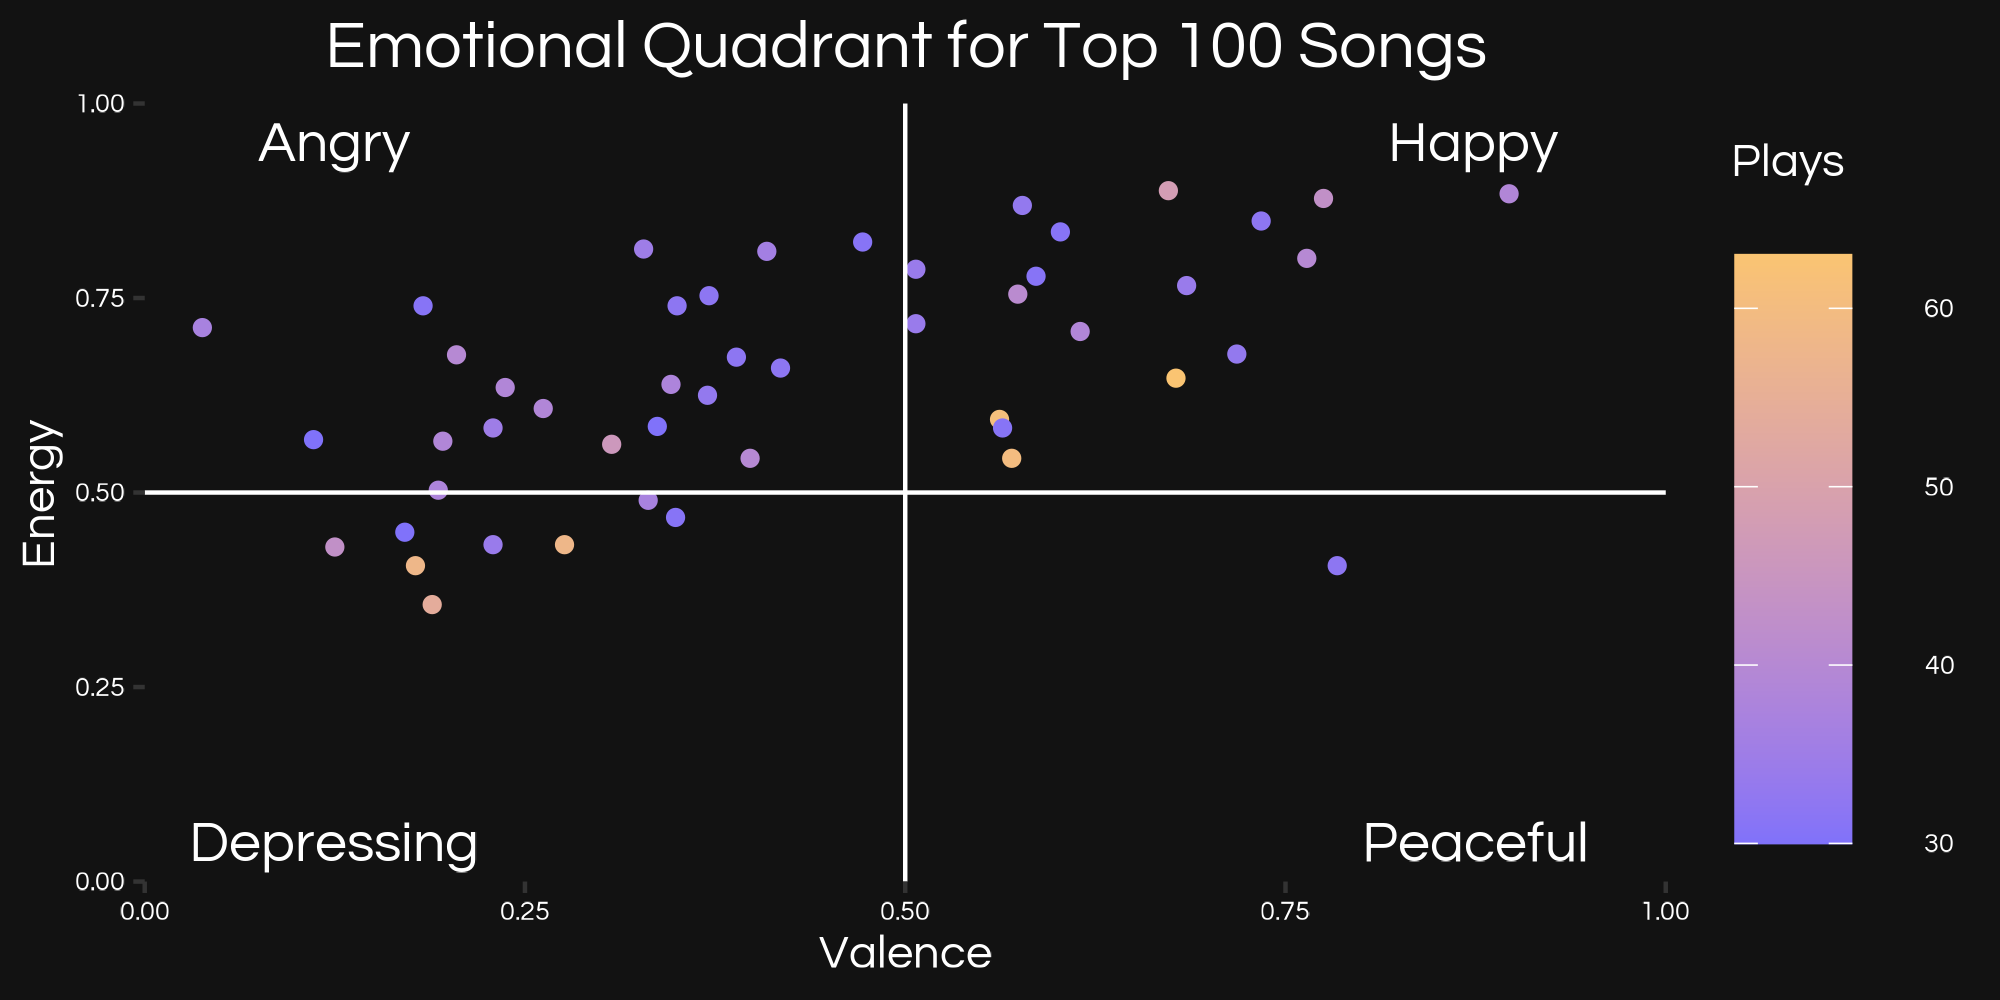 Emotional Quadrant for Top 100 Songs
1.00
Angry
Happy
Plays
0.75
60
50
Energy
0.50
40
0.25
Depressing
Peaceful
30
0.00
0.00 0.25 0.50 0.75 1.00
Valence